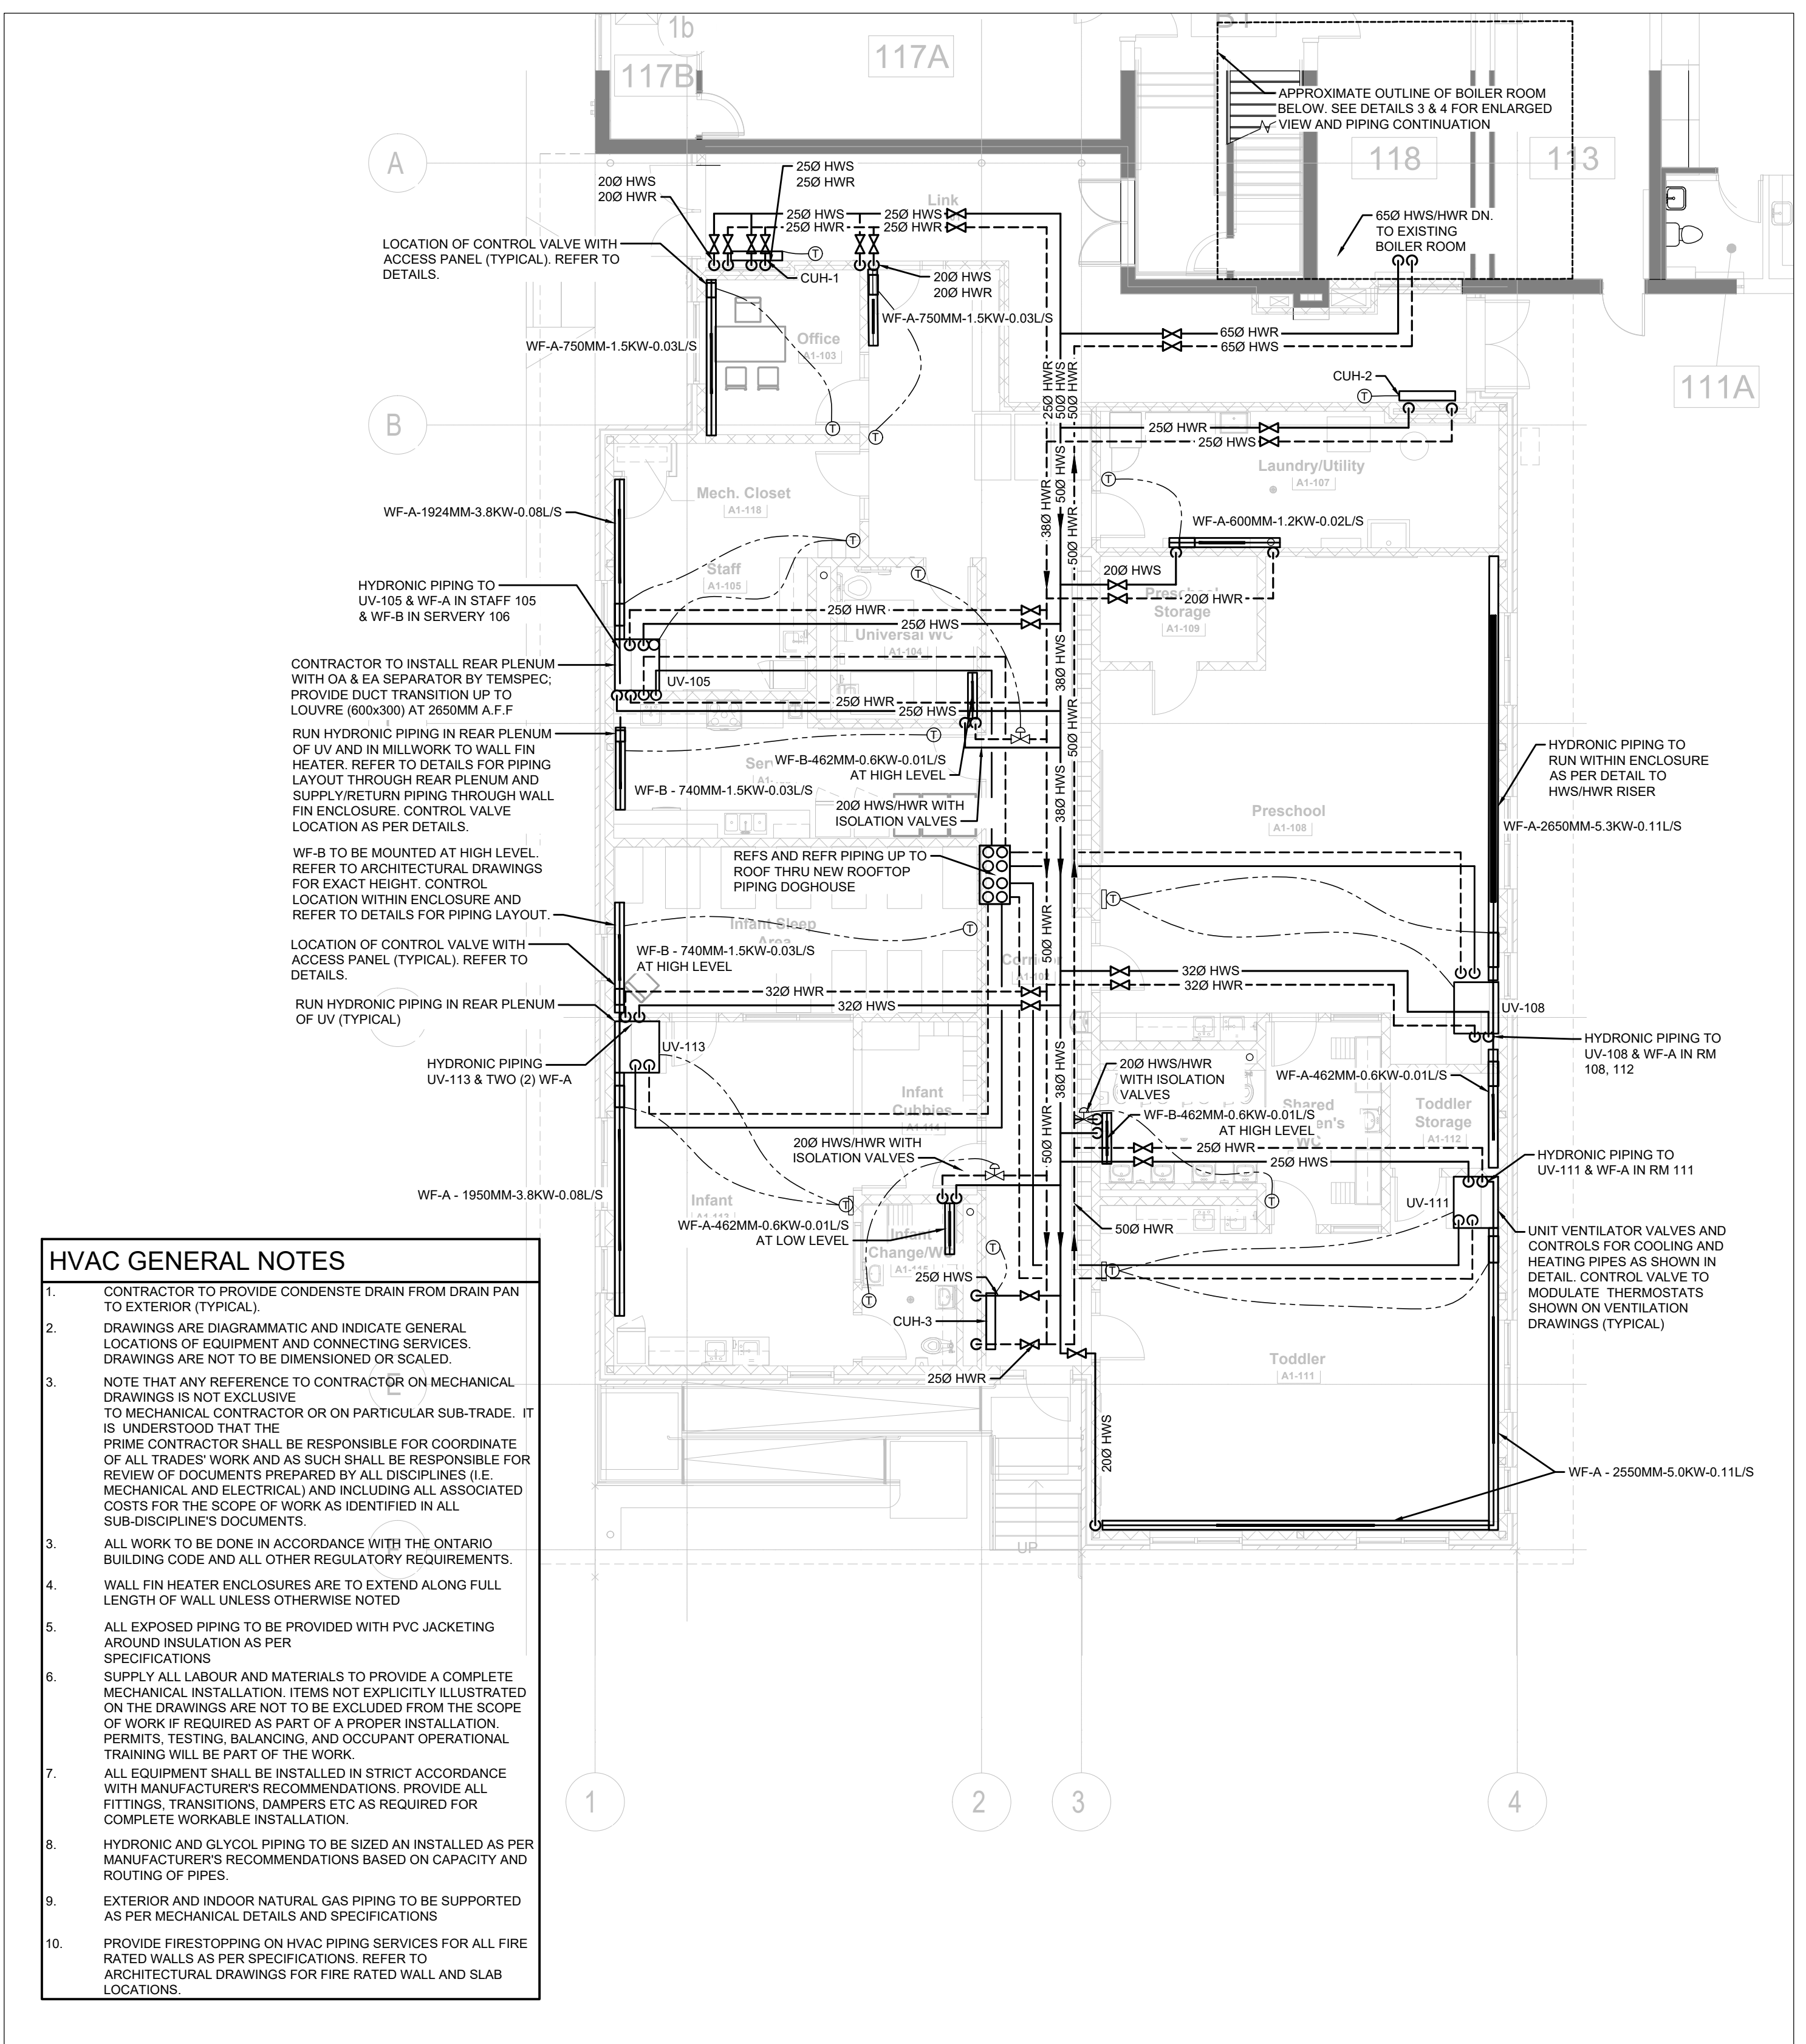 1b
117B
117A
APPROXIMATE OUTLINE OF BOILER ROOM
BELOW. SEE DETAILS 3 & 4 FOR ENLARGED
VIEW AND PIPING CONTINUATION
118
113
A
25Ø HWS
25Ø HWR
20Ø HWS
20Ø HWR
Link
25Ø HWS
25Ø HWS
25Ø HWR
25Ø HWR
65Ø HWS/HWR DN.
TO EXISTING
BOILER ROOM
LOCATION OF CONTROL VALVE WITH
ACCESS PANEL (TYPICAL). REFER TO
DETAILS.
T
CUH-1
20Ø HWS
20Ø HWR
WF-A-750MM-1.5KW-0.03L/S
WF-A-750MM-1.5KW-0.03L/S
Office
A1-103
65Ø HWR
65Ø HWS
25Ø HWR
50Ø HWS
50Ø HWR
CUH-2
T
111A
B
T
T
25Ø HWR
25Ø HWS
Laundry/Utility
A1-107
T
38Ø HWR
50Ø HWS
50Ø HWR
Mech. Closet
A1-118
WF-A-1924MM-3.8KW-0.08L/S
WF-A-600MM-1.2KW-0.02L/S
T
Staff
A1-105
T
20Ø HWS
20Ø HWR
Storage
A1-109
HYDRONIC PIPING TO
UV-105 & WF-A IN STAFF 105
& WF-B IN SERVERY 106
25Ø HWR
25Ø HWS
Universal WC
A1-104
CONTRACTOR TO INSTALL REAR PLENUM
WITH OA & EA SEPARATOR BY TEMSPEC;
PROVIDE DUCT TRANSITION UP TO
LOUVRE (600x300) AT 2650MM A.F.F
UV-105
38Ø HWS
25Ø HWR
25Ø HWS
50Ø HWR
RUN HYDRONIC PIPING IN REAR PLENUM
OF UV AND IN MILLWORK TO WALL FIN
HEATER. REFER TO DETAILS FOR PIPING
LAYOUT THROUGH REAR PLENUM AND
SUPPLY/RETURN PIPING THROUGH WALL
FIN ENCLOSURE. CONTROL VALVE
LOCATION AS PER DETAILS.
T
WF-B-462MM-0.6KW-0.01L/S
AT HIGH LEVEL
WF-B - 740MM-1.5KW-0.03L/S
20Ø HWS/HWR WITH
ISOLATION VALVES
38Ø HWS
HYDRONIC PIPING TO
RUN WITHIN ENCLOSURE
AS PER DETAIL TO
HWS/HWR RISER
Preschool
A1-108
WF-A-2650MM-5.3KW-0.11L/S
WF-B TO BE MOUNTED AT HIGH LEVEL.
REFER TO ARCHITECTURAL DRAWINGS
FOR EXACT HEIGHT. CONTROL
LOCATION WITHIN ENCLOSURE AND
REFER TO DETAILS FOR PIPING LAYOUT.
REFS AND REFR PIPING UP TO
ROOF THRU NEW ROOFTOP
PIPING DOGHOUSE
T
Infant Sleep
Area
T
50Ø HWR
LOCATION OF CONTROL VALVE WITH
ACCESS PANEL (TYPICAL). REFER TO
DETAILS.
WF-B - 740MM-1.5KW-0.03L/S
AT HIGH LEVEL
32Ø HWS
32Ø HWR
32Ø HWR
32Ø HWS
RUN HYDRONIC PIPING IN REAR PLENUM
OF UV (TYPICAL)
UV-108
UV-113
HYDRONIC PIPING
UV-113 & TWO (2) WF-A
HYDRONIC PIPING TO
UV-108 & WF-A IN RM
108, 112
38Ø HWS
20Ø HWS/HWR
WITH ISOLATION
VALVES
WF-A-462MM-0.6KW-0.01L/S
Infant
Cubbies
A1-114
Shared
WC
Toddler
Storage
A1-112
WF-B-462MM-0.6KW-0.01L/S
AT HIGH LEVEL
50Ø HWR
20Ø HWS/HWR WITH
ISOLATION VALVES
25Ø HWR
25Ø HWS
HYDRONIC PIPING TO
UV-111 & WF-A IN RM 111
WF-A - 1950MM-3.8KW-0.08L/S
Infant
T
T
UV-111
WF-A-462MM-0.6KW-0.01L/S
AT LOW LEVEL
50Ø HWR
Infant
Change/WC
A1-115
T
T
T
25Ø HWS
CUH-3
25Ø HWR
UNIT VENTILATOR VALVES AND
CONTROLS FOR COOLING AND
HEATING PIPES AS SHOWN IN
DETAIL. CONTROL VALVE TO
MODULATE THERMOSTATS
SHOWN ON VENTILATION
DRAWINGS (TYPICAL)
Toddler
A1-111
20Ø HWS
WF-A - 2550MM-5.0KW-0.11L/S
UP
E
1
2
3
4
HVAC GENERAL NOTES
1. CONTRACTOR TO PROVIDE CONDENSTE DRAIN FROM DRAIN PAN
TO EXTERIOR (TYPICAL).
2. DRAWINGS ARE DIAGRAMMATIC AND INDICATE GENERAL
LOCATIONS OF EQUIPMENT AND CONNECTING SERVICES.
DRAWINGS ARE NOT TO BE DIMENSIONED OR SCALED.
3. NOTE THAT ANY REFERENCE TO CONTRACTOR ON MECHANICAL
DRAWINGS IS NOT EXCLUSIVE
TO MECHANICAL CONTRACTOR OR ON PARTICULAR SUB-TRADE. IT
IS UNDERSTOOD THAT THE
PRIME CONTRACTOR SHALL BE RESPONSIBLE FOR COORDINATE
OF ALL TRADES' WORK AND AS SUCH SHALL BE RESPONSIBLE FOR
REVIEW OF DOCUMENTS PREPARED BY ALL DISCIPLINES (I.E.
MECHANICAL AND ELECTRICAL) AND INCLUDING ALL ASSOCIATED
COSTS FOR THE SCOPE OF WORK AS IDENTIFIED IN ALL
SUB-DISCIPLINE'S DOCUMENTS.
3. ALL WORK TO BE DONE IN ACCORDANCE WITH THE ONTARIO
BUILDING CODE AND ALL OTHER REGULATORY REQUIREMENTS.
4. WALL FIN HEATER ENCLOSURES ARE TO EXTEND ALONG FULL
LENGTH OF WALL UNLESS OTHERWISE NOTED
5. ALL EXPOSED PIPING TO BE PROVIDED WITH PVC JACKETING
AROUND INSULATION AS PER
SPECIFICATIONS
6. SUPPLY ALL LABOUR AND MATERIALS TO PROVIDE A COMPLETE
MECHANICAL INSTALLATION. ITEMS NOT EXPLICITLY ILLUSTRATED
ON THE DRAWINGS ARE NOT TO BE EXCLUDED FROM THE SCOPE
OF WORK IF REQUIRED AS PART OF A PROPER INSTALLATION.
PERMITS, TESTING, BALANCING, AND OCCUPANT OPERATIONAL
TRAINING WILL BE PART OF THE WORK.
7. ALL EQUIPMENT SHALL BE INSTALLED IN STRICT ACCORDANCE
WITH MANUFACTURER'S RECOMMENDATIONS. PROVIDE ALL
FITTINGS, TRANSITIONS, DAMPERS ETC AS REQUIRED FOR
COMPLETE WORKABLE INSTALLATION.
8. HYDRONIC AND GLYCOL PIPING TO BE SIZED AN INSTALLED AS PER
MANUFACTURER'S RECOMMENDATIONS BASED ON CAPACITY AND
ROUTING OF PIPES.
9. EXTERIOR AND INDOOR NATURAL GAS PIPING TO BE SUPPORTED
AS PER MECHANICAL DETAILS AND SPECIFICATIONS
10. PROVIDE FIRESTOPPING ON HVAC PIPING SERVICES FOR ALL FIRE
RATED WALLS AS PER SPECIFICATIONS. REFER TO
ARCHITECTURAL DRAWINGS FOR FIRE RATED WALL AND SLAB
LOCATIONS.